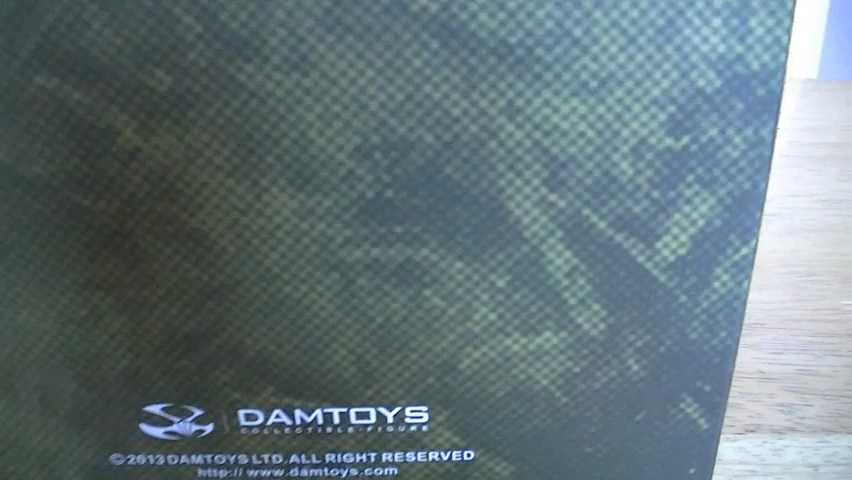 DAMTOYS
COLLECTIBLE FIGURE
©2013 DAMTOYS LTD. ALL RIGHT RESERVED
http:// www.damtoys.com